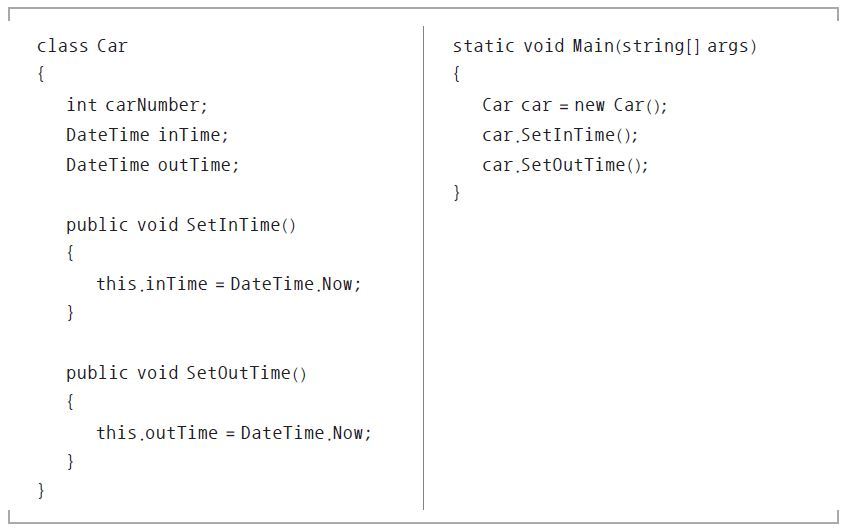 class Car
{
int carNumber;
DateTime inTime;
DateTime outTime;
public void SetInTime()
{
this.inTime = DateTime.Now;
}
public void SetOutTime()
{
this.outTime = DateTime.Now;
}
}
static void Main(string[] args)
{
Car car = new Car();
car.SetInTime();
car.SetOutTime();
}